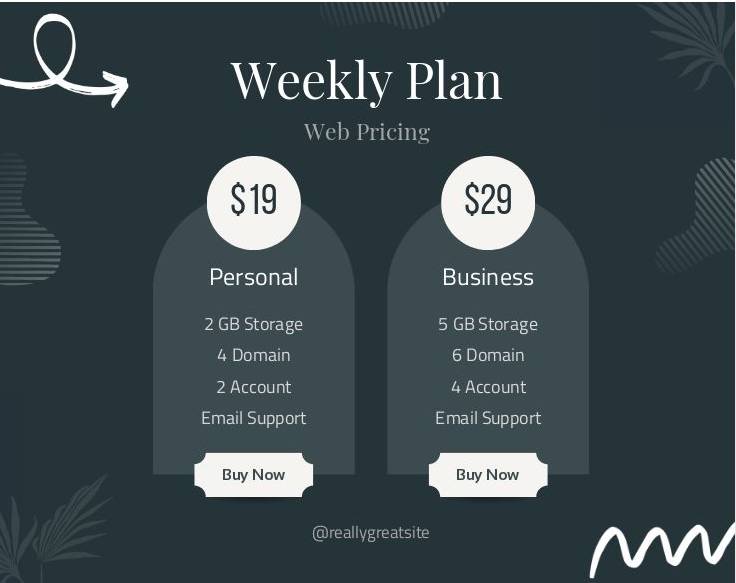 Weekly Plan
Web Pricing
$19
Personal
2 GB Storage
4 Domain
2 Account
Email Support
Buy Now
$29
Business
5 GB Storage
6 Domain
4 Account
Email Support
Buy Now
@reallygreatsite